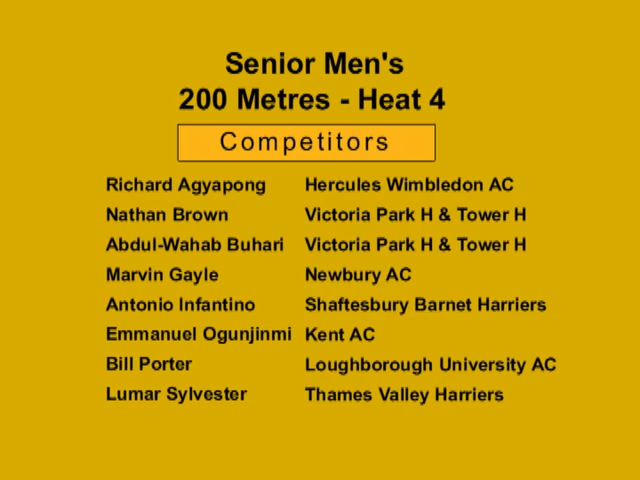 Senior Men's
200 Metres - Heat 4
Competitors
Richard Agyapong Hercules Wimbledon AC
Nathan Brown Victoria Park H & Tower H
Abdul-Wahab Buhari Victoria Park H & Tower H
Marvin Gayle Newbury AC
Antonio Infantino Shaftesbury Barnet Harriers
Emmanuel Ogunjinmi Kent AC
Bill Porter Loughborough University AC
Lumar Sylvester Thames Valley Harriers